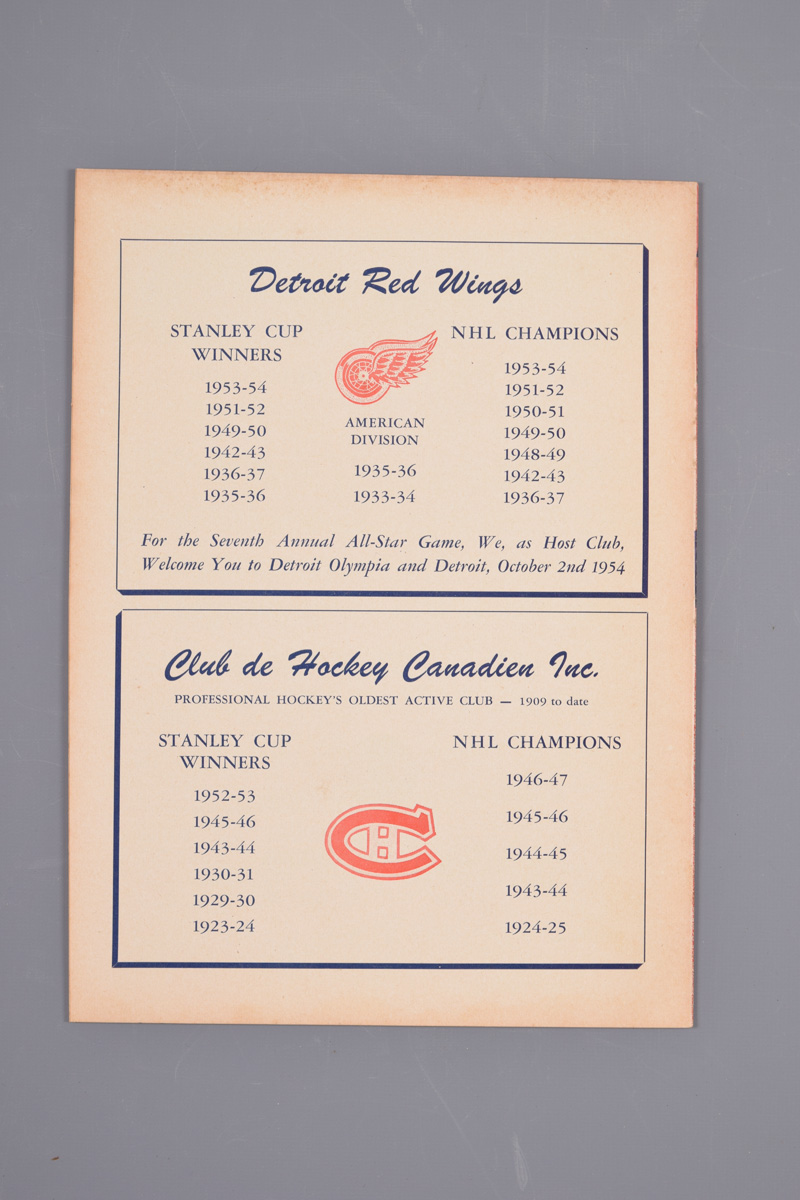 Detroit Red Wings
STANLEY CUP
WINNERS
1953-54
1951-52
1949-50
1942-43
1936-37
1935-36
AMERICAN
DIVISION
1935-36
1933-34
NHL CHAMPIONS
1953-54
1951-52
1950-51
1949-50
1948-49
1942-43
1936-37
For the Seventh Annual All-Star Game, We, as Host Club,
Welcome You to Detroit Olympia and Detroit, October 2nd 1954
Club de Hockey Canadien Inc.
PROFESSIONAL HOCKEY'S OLDEST ACTIVE CLUB — 1909 to date
STANLEY CUP
WINNERS
1952-53
1945-46
1943-44
1930-31
1929-30
1923-24
CH
NHL CHAMPIONS
1946-47
1945-46
1944-45
1943-44
1924-25